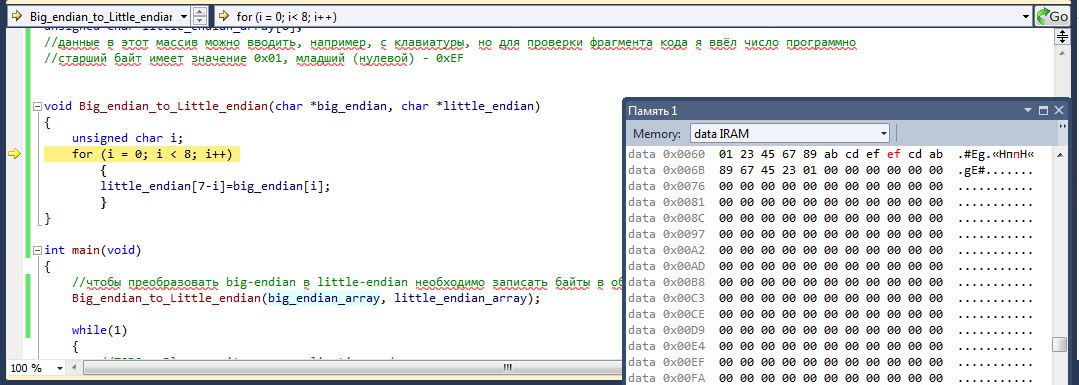 Big_endian_to_Little_endiar
for (i = 0; i< 8; i++)
Go
//данные в этот массив можно вводить, например, с клавиатуры, но для проверки фрагмента кода я ввёл число программно
//старший байт имеет значение 0x01, младший (нулевой) - 0xEF
void Big_endian_to_Little_endian(char *big_endian, char *little_endian)
{
unsigned char i;
for (i = 0; i < 8; i++)
{
little_endian[7-i]=big_endian[i];
}
}
int main(void)
{
//чтобы преобразовать big-endian в little-endian необходимо записать байты в об
Big_endian_to_Little_endian(big_endian_array, little_endian_array);
while(1)
{
100 %
Память 1
Memory: data IRAM
data 0x0060 01 23 45 67 89 ab cd ef ef cd ab .#Eg.«НппН«
data 0x006B 89 67 45 23 01 00 00 00 00 00 00 .gE#.......
data 0x0076 00 00 00 00 00 00 00 00 00 00 00 ...........
data 0x0081 00 00 00 00 00 00 00 00 00 00 00 ...........
data 0x008C 00 00 00 00 00 00 00 00 00 00 00 ...........
data 0x0097 00 00 00 00 00 00 00 00 00 00 00 ...........
data 0x00A2 00 00 00 00 00 00 00 00 00 00 00 ...........
data 0x00AD 00 00 00 00 00 00 00 00 00 00 00 ...........
data 0x00B8 00 00 00 00 00 00 00 00 00 00 00 ...........
data 0x00C3 00 00 00 00 00 00 00 00 00 00 00 ...........
data 0x00CE 00 00 00 00 00 00 00 00 00 00 00 ...........
data 0x00D9 00 00 00 00 00 00 00 00 00 00 00 ...........
data 0x00E4 00 00 00 00 00 00 00 00 00 00 00 ...........
data 0x00EF 00 00 00 00 00 00 00 00 00 00 00 ...........
data 0x00FA 00 00 00 00 00 00 00 00 00 00 00 ...........